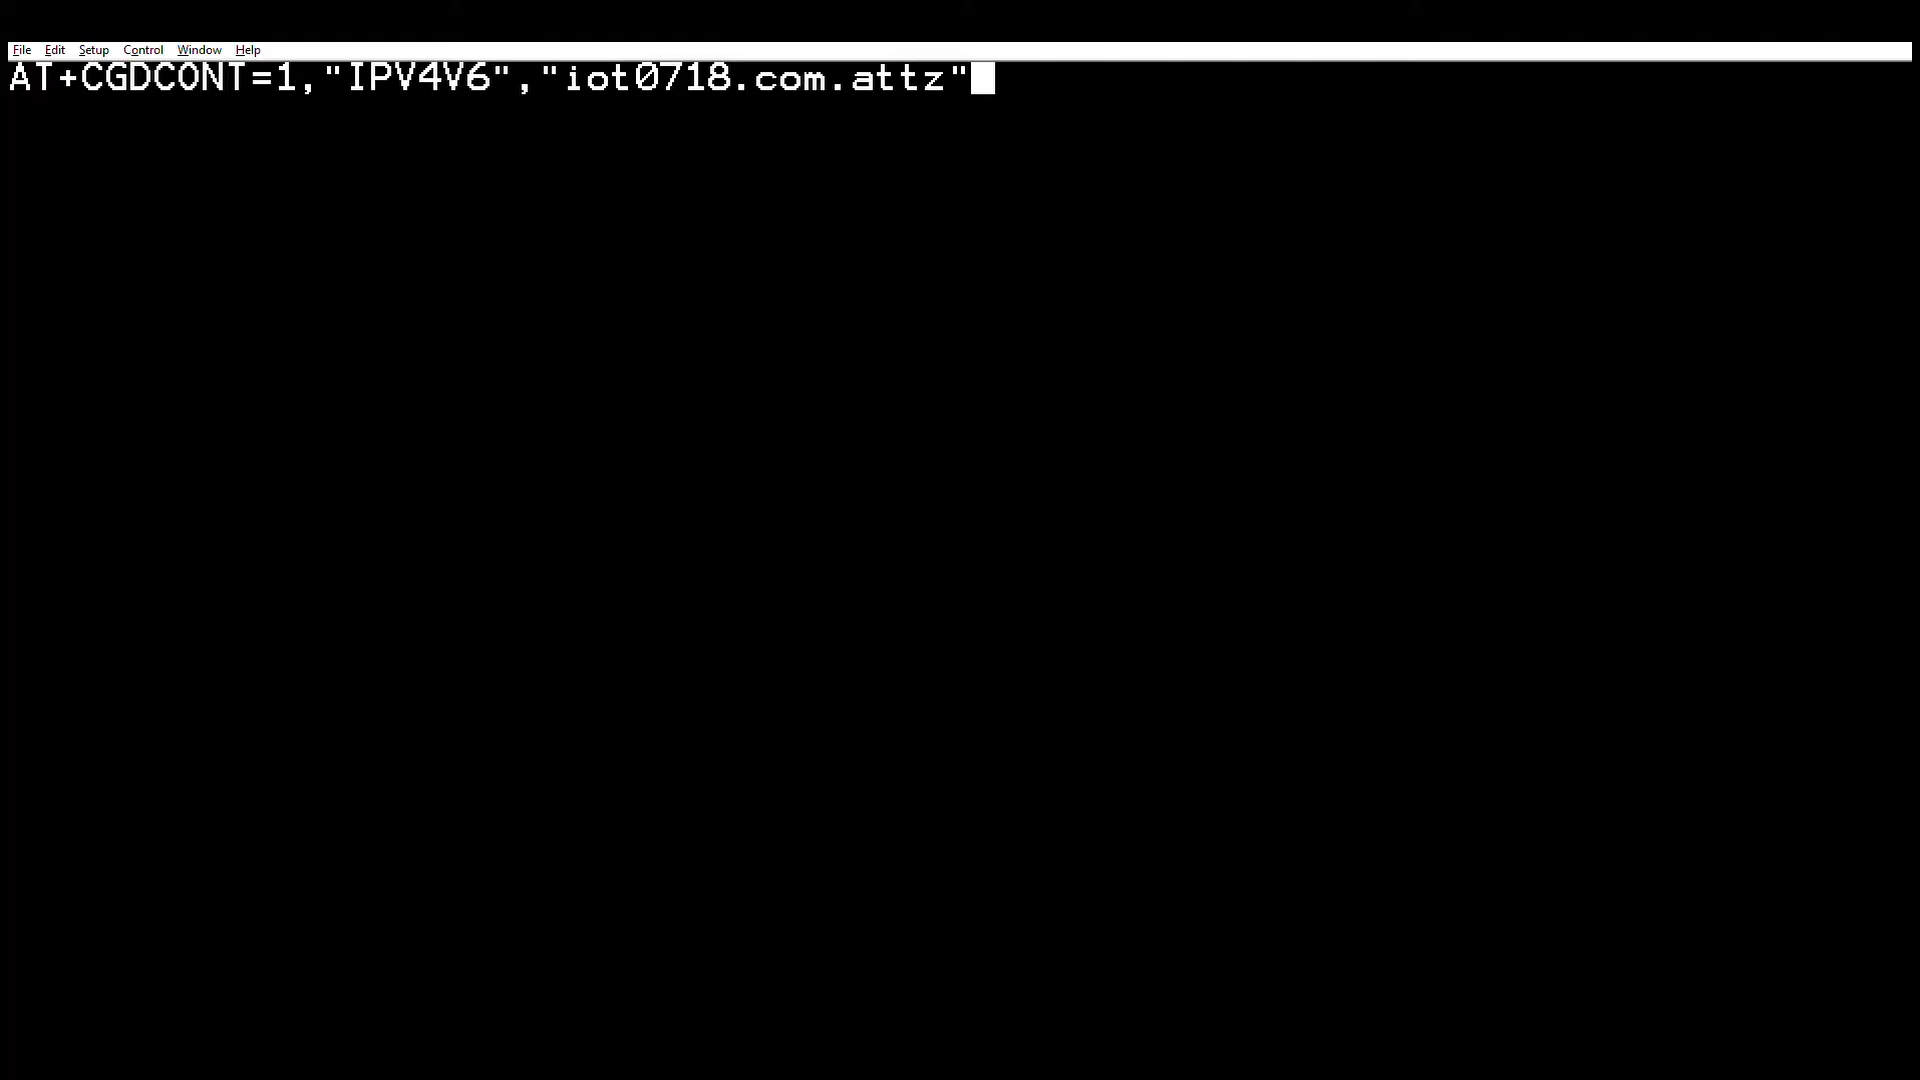 File Edit Setup Control Window Help
AT+CGDCONT=1,"IPV4V6","iot0718.com.attz"